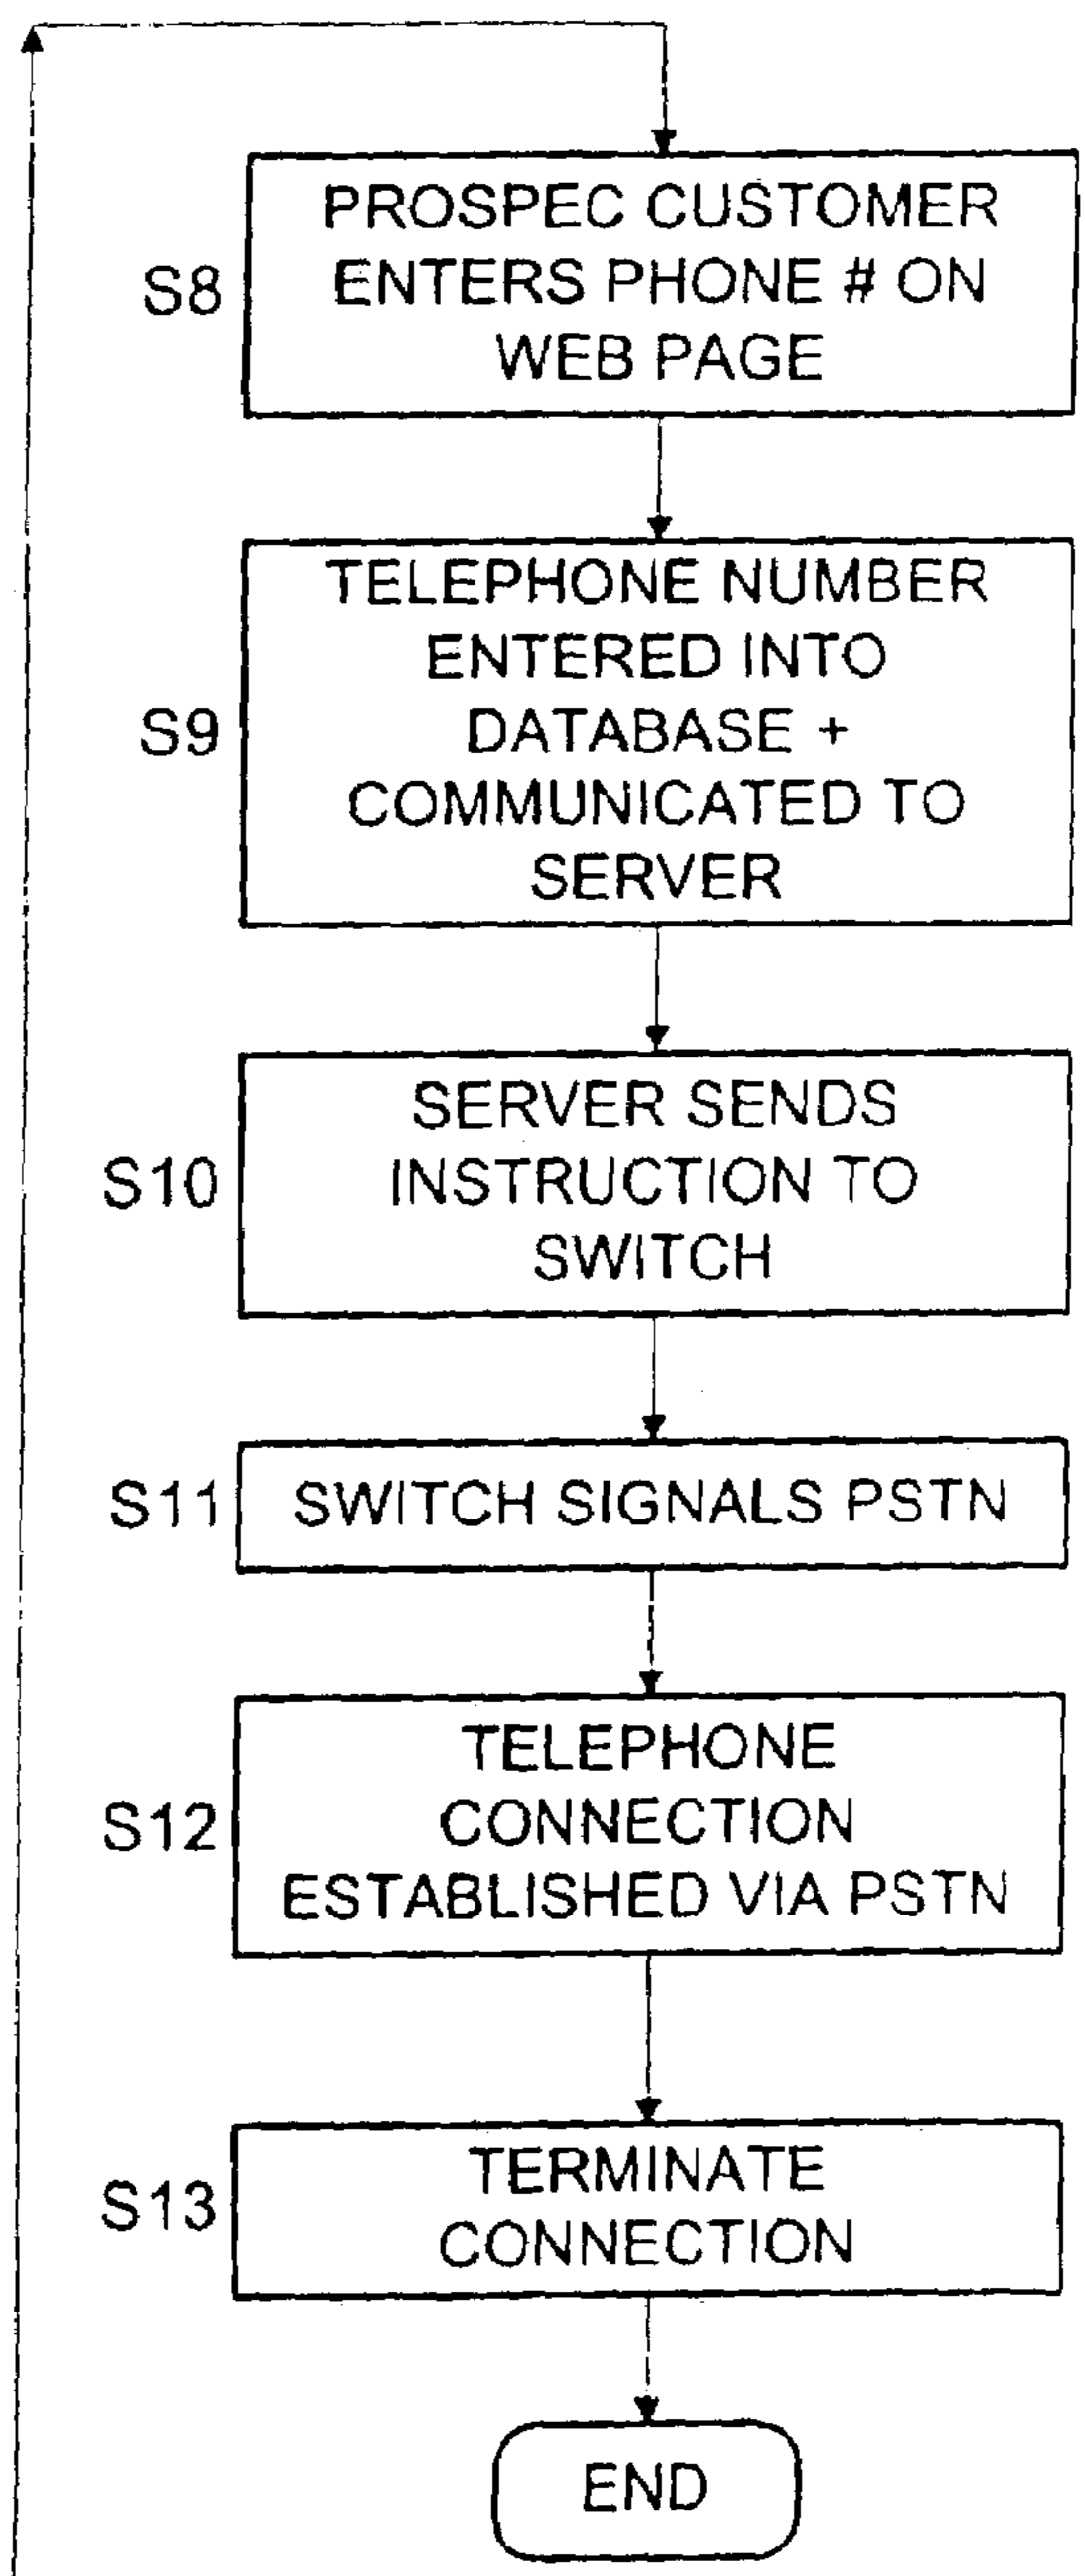 PROSPEC CUSTOMER
S8
ENTERS PHONE # ON
WEB PAGE
TELEPHONE NUMBER
ENTERED INTO
S9
DATABASE +
COMMUNICATED TO
SERVER
SERVER SENDS
S10
INSTRUCTION TO
SWITCH
S11
SWITCH SIGNALS PSTN
TELEPHONE
S12
CONNECTION
ESTABLISHED VIA PSTN
S13
TERMINATE
CONNECTION
END